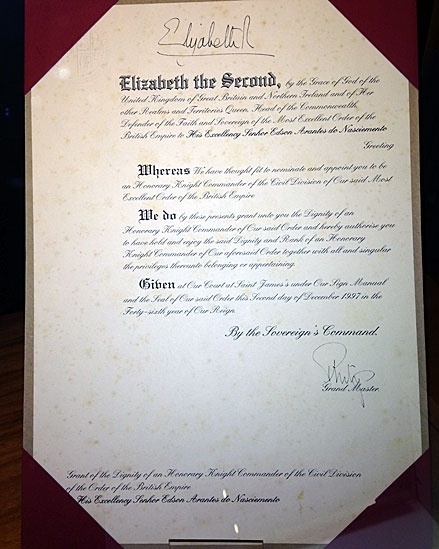 Elizabeth R
Elizabeth the Second, by the Grace of God of the
United Kingdom of Great Britain and Northern Ireland and of Her
other Realms and Territories Queen, Head of the Commonwealth,
Defender of the Faith and Sovereign of the Most Excellent Order of the
British Empire to His Excellency Senhor Edson Arantes do Nascimento
Greeting
Whereas We have thought fit to nominate and appoint you to be
an Honorary Knight Commander of the Civil Division of Our said Most
Excellent Order of the British Empire
We do by these presents grant unto you the Dignity of an
Honorary Knight Commander of Our said Order and hereby authorise you
to have hold and enjoy the said Dignity and Rank of an Honorary
Knight Commander of Our aforesaid Order together with all and singular
the privileges thereunto belonging or appertaining.
Given at Our Court at Saint James's under Our Sign Manual
and the Seal of Our said Order this Second day of December 1997 in the
Forty-sixth year of Our Reign
By the Sovereign's Command.
Philip
Grand Master.
Grant of the Dignity of an Honorary Knight Commander of the Civil Division
of the Order of the British Empire
to His Excellency Senhor Edson Arantes do Nascimento